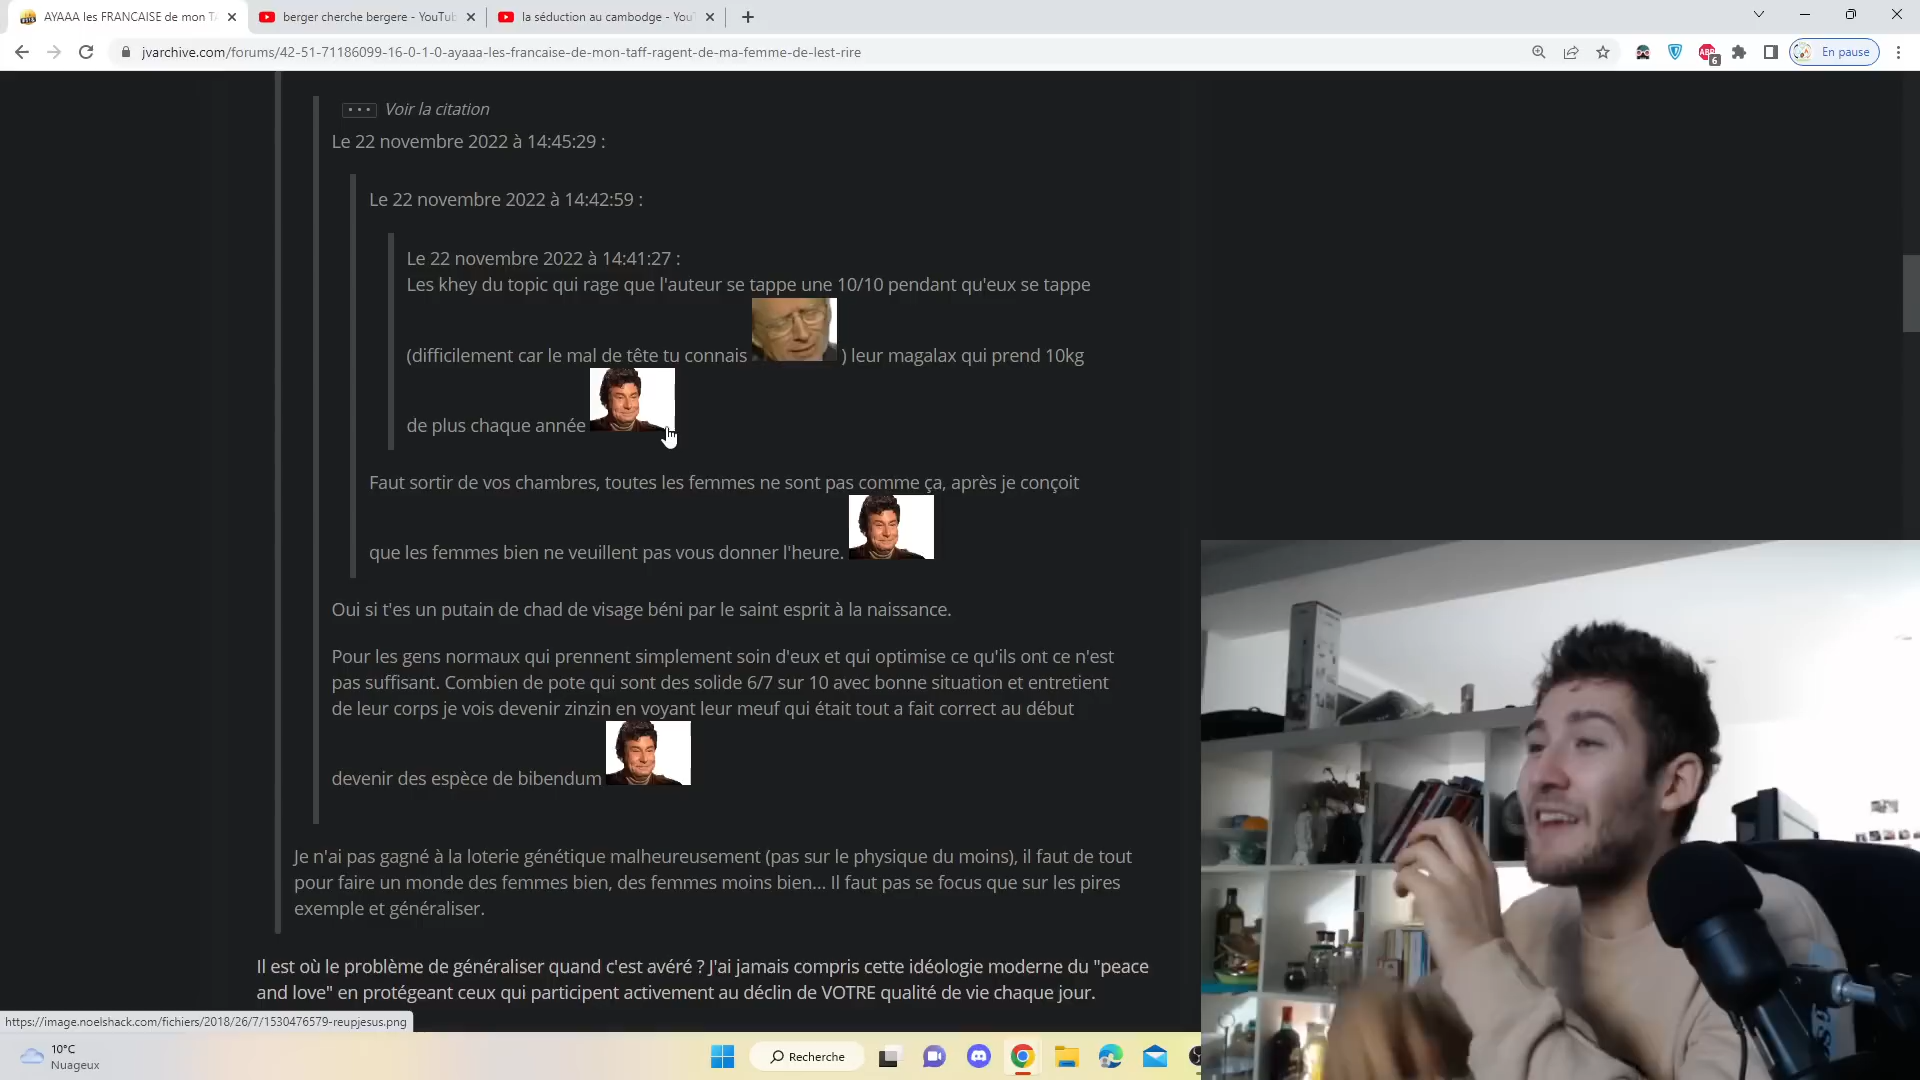 AYAAA les FRANCAISE de mon TA
berger cherche bergere - YouTub
la séduction au cambodge - You
jvarchive.com/forums/42-51-71186099-16-0-1-0-ayaaa-les-francaise-de-mon-taff-ragent-de-ma-femme-de-lest-rire
ABP
6
En pause
Voir la citation
Le 22 novembre 2022 à 14:45:29 :
Le 22 novembre 2022 à 14:42:59 :
Le 22 novembre 2022 à 14:41:27 :
Les khey du topic qui rage que l'auteur se tappe une 10/10 pendant qu'eux se tappe
(difficilement car le mal de tête tu connais ) leur magalax qui prend 10kg
de plus chaque année
Faut sortir de vos chambres, toutes les femmes ne sont pas comme ça, après je conçoit
que les femmes bien ne veuillent pas vous donner l'heure.
Oui si t'es un putain de chad de visage béni par le saint esprit à la naissance.
Pour les gens normaux qui prennent simplement soin d'eux et qui optimise ce qu'ils ont ce n'est
pas suffisant. Combien de pote qui sont des solide 6/7 sur 10 avec bonne situation et entretient
de leur corps je vois devenir zinzin en voyant leur meuf qui était tout a fait correct au début
devenir des espèce de bibendum
Je n'ai pas gagné à la loterie génétique malheureusement (pas sur le physique du moins), il faut de tout
pour faire un monde des femmes bien, des femmes moins bien... Il faut pas se focus que sur les pires
exemple et généraliser.
Il est où le problème de généraliser quand c'est avéré ? J'ai jamais compris cette idéologie moderne du "peace
and love" en protégeant ceux qui participent activement au déclin de VOTRE qualité de vie chaque jour.
https://image.noelshack.com/fichiers/2018/26/7/1530476579-reupjesus.png
10°C
Nuageux
Recherche